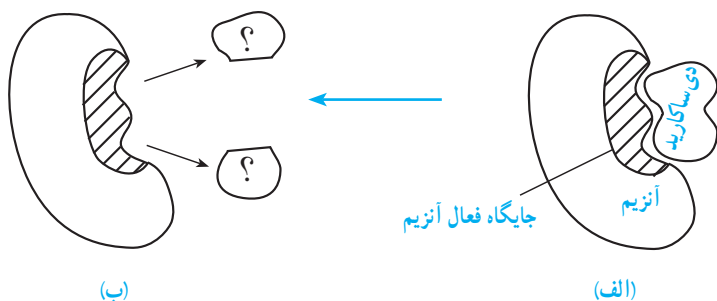 دی ساکارید
آنزیم
جایگاه فعال آنزیم
(الف)
؟
؟
(ب)